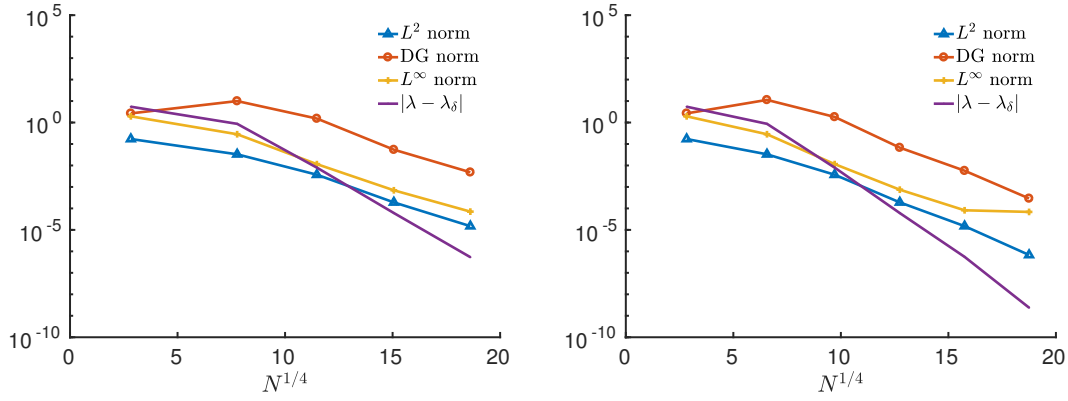 10^5
10^0
10^-5
10^-10
0
5
10
15
20
N^{1/4}
L^2 norm
DG norm
L^∞ norm
|λ − λ_δ|
10^5
10^0
10^-5
10^-10
0
5
10
15
20
N^{1/4}
L^2 norm
DG norm
L^∞ norm
|λ − λ_δ|